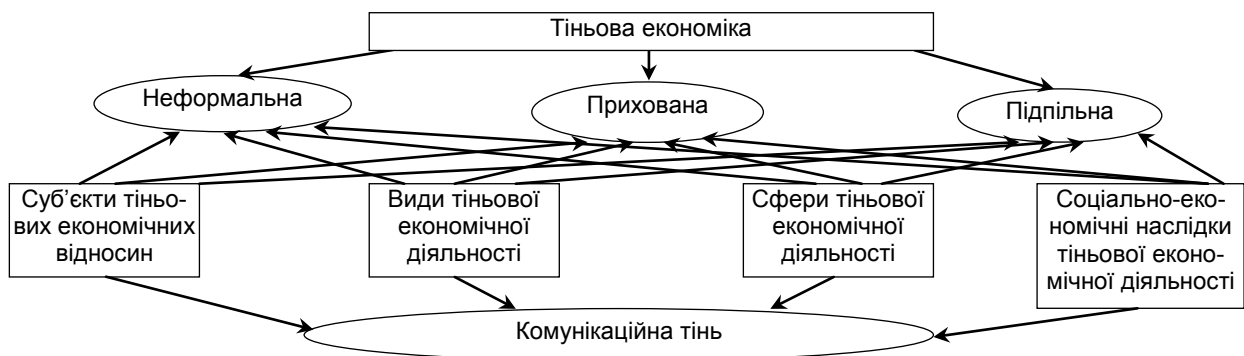 Тіньова економіка
Неформальна
Прихована
Підпільна
Суб’єкти тіньо-
вих економічних
відносин
Види тіньової
економічної
діяльності
Сфери тіньової
економічної
діяльності
Соціально-еко-
номічні наслідки
тіньової еконо-
мічної діяльності
Комунікаційна тінь